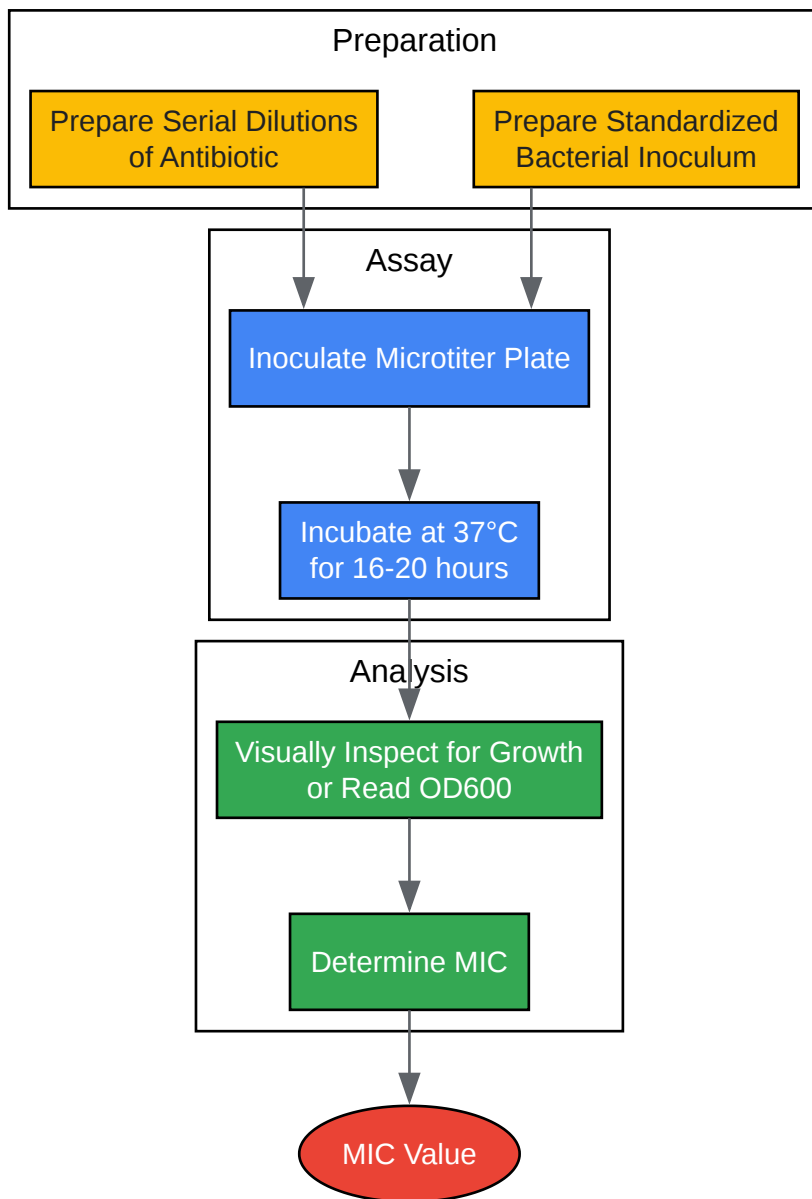 Preparation
Prepare Serial Dilutions
of Antibiotic
Prepare Standardized
Bacterial Inoculum
Assay
Inoculate Microtiter Plate
Incubate at 37°C
for 16-20 hours
Analysis
Visually Inspect for Growth
or Read OD600
Determine MIC
MIC Value